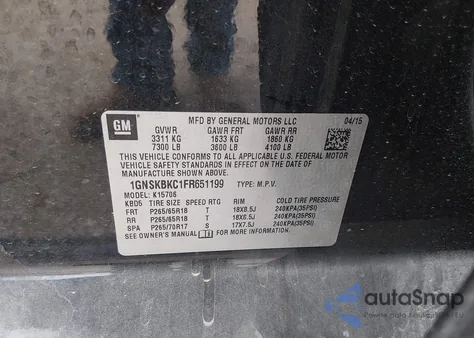 GM
MFD BY GENERAL MOTORS LLC 04/15
GVWR GAWR FRT GAWR RR
3311 KG 1633 KG 1860 KG
7300 LB 3600 LB 4100 LB
THIS VEHICLE CONFORMS TO ALL APPLICABLE U.S. FEDERAL MOTOR
VEHICLE SAFETY STANDARDS IN EFFECT ON THE DATE OF
MANUFACTURE SHOWN ABOVE.
1GNSKBKC1FR651199 TYPE: M.P.V.
MODEL: K15706
KBD5 TIRE SIZE SPEED RTG RIM COLD TIRE PRESSURE
FRT P265/65R18 T 18X8.5J 240KPA(35PSI)
RR P265/65R18 T 18X8.5J 240KPA(35PSI)
SPA P265/70R17 S 17X7.5J 240KPA(35PSI)
SEE OWNER'S MANUAL FOR MORE INFORMATION.
autoSnap